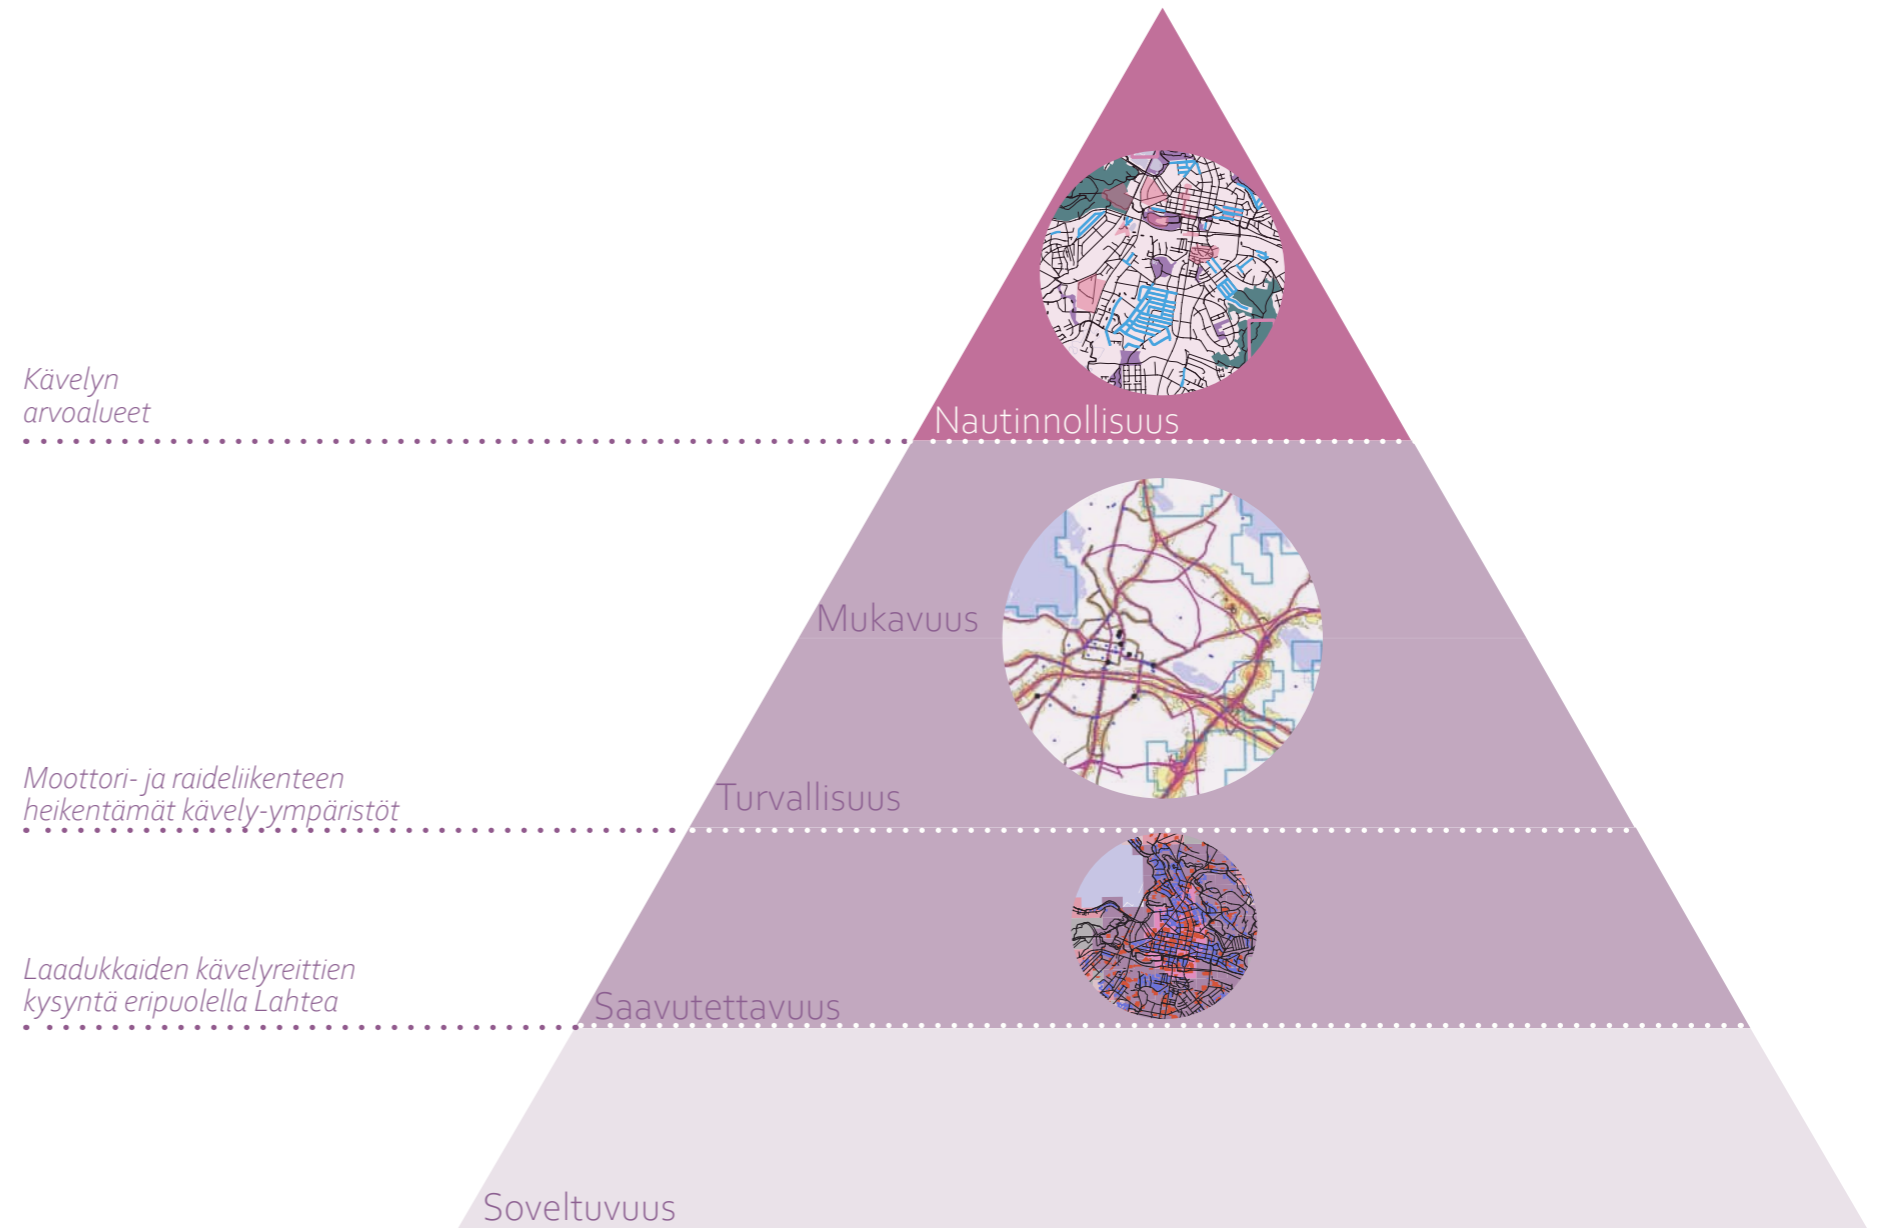 Kävelyn
arvoalueet
Nautinnollisuus
Mukavuus
Moottori- ja raideliikenteen
heikentämät kävely-ympäristöt
Turvallisuus
Laadukkaiden kävelyreittien
kysyntä eripuolella Lahtea
Saavutettavuus
Soveltuvuus